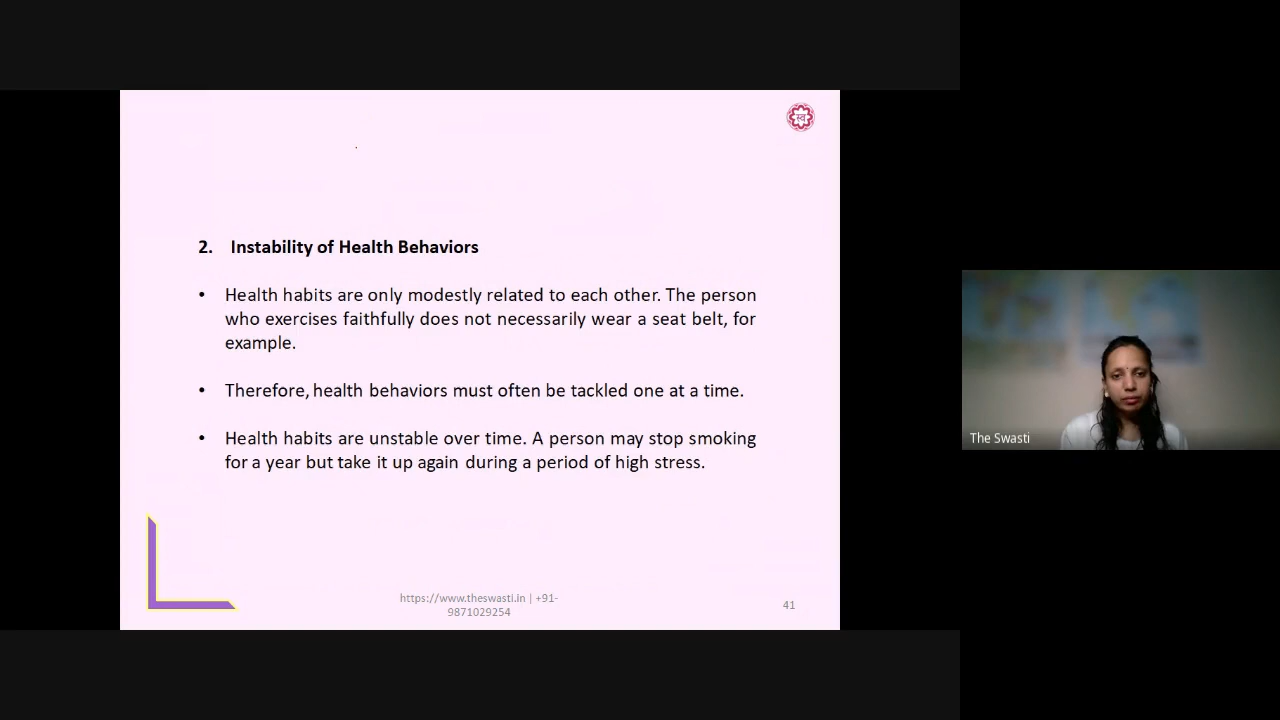 स्व
2. Instability of Health Behaviors
• Health habits are only modestly related to each other. The person
who exercises faithfully does not necessarily wear a seat belt, for
example.
• Therefore, health behaviors must often be tackled one at a time.
• Health habits are unstable over time. A person may stop smoking
for a year but take it up again during a period of high stress.
https://www.theswasti.in | +91-
9871029254
41
The Swasti